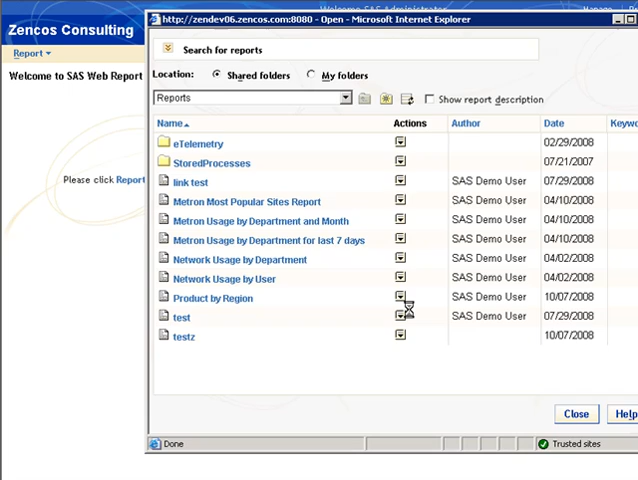 http://zendev06.zencos.com:8080 - Open - Microsoft Internet Explorer
Welcome SAS Administrator
Zencos Consulting
Report
Welcome to SAS Web Report
Please click Report
Search for reports
Location: Shared folders My folders
Reports Show report description
Name Actions Author Date Keywo
eTelemetry 02/29/2008
StoredProcesses 07/21/2007
link test SAS Demo User 07/29/2008
Metron Most Popular Sites Report SAS Demo User 04/10/2008
Metron Usage by Department and Month SAS Demo User 04/10/2008
Metron Usage by Department for last 7 days SAS Demo User 04/10/2008
Network Usage by Department SAS Demo User 04/02/2008
Network Usage by User SAS Demo User 04/02/2008
Product by Region SAS Demo User 10/07/2008
test SAS Demo User 07/29/2008
testz 10/07/2008
Close Help
Done Trusted sites